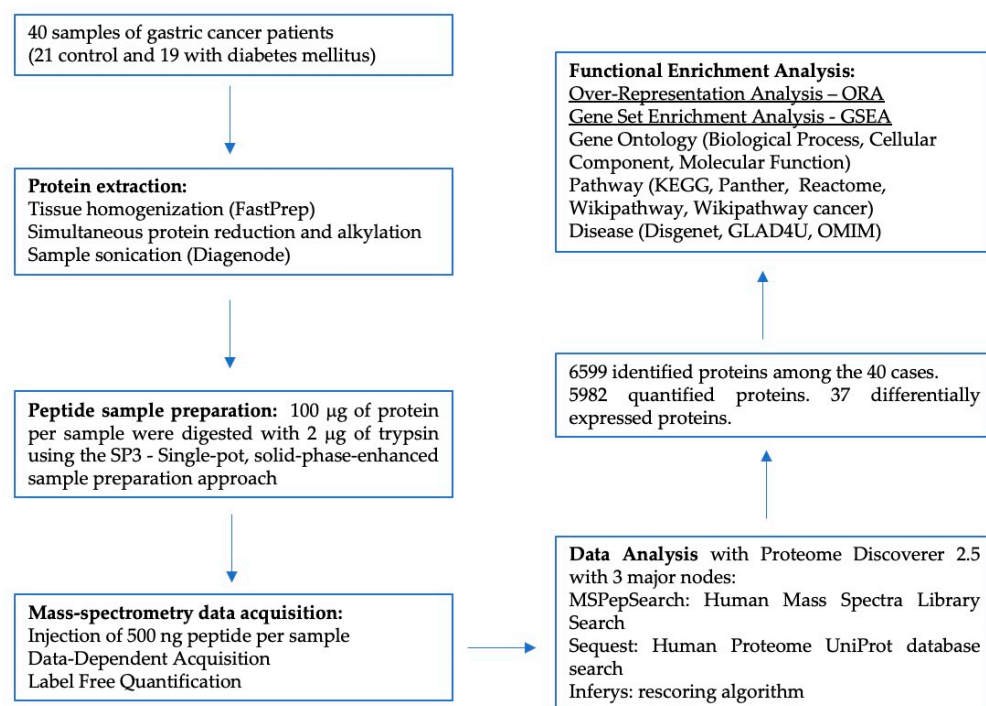 40 samples of gastric cancer patients
(21 control and 19 with diabetes mellitus)
Protein extraction:
Tissue homogenization (FastPrep)
Simultaneous protein reduction and alkylation
Sample sonication (Diagenode)
Peptide sample preparation: 100 µg of protein
per sample were digested with 2 µg of trypsin
using the SP3 - Single-pot, solid-phase-enhanced
sample preparation approach
Mass-spectrometry data acquisition:
Injection of 500 ng peptide per sample
Data-Dependent Acquisition
Label Free Quantification
Data Analysis with Proteome Discoverer 2.5
with 3 major nodes:
MSPepSearch: Human Mass Spectra Library
Search
Sequest: Human Proteome UniProt database
search
Inferys: rescoring algorithm
6599 identified proteins among the 40 cases.
5982 quantified proteins. 37 differentially
expressed proteins.
Functional Enrichment Analysis:
Over-Representation Analysis – ORA
Gene Set Enrichment Analysis - GSEA
Gene Ontology (Biological Process, Cellular
Component, Molecular Function)
Pathway (KEGG, Panther, Reactome,
Wikipathway, Wikipathway cancer)
Disease (Disgenet, GLAD4U, OMIM)